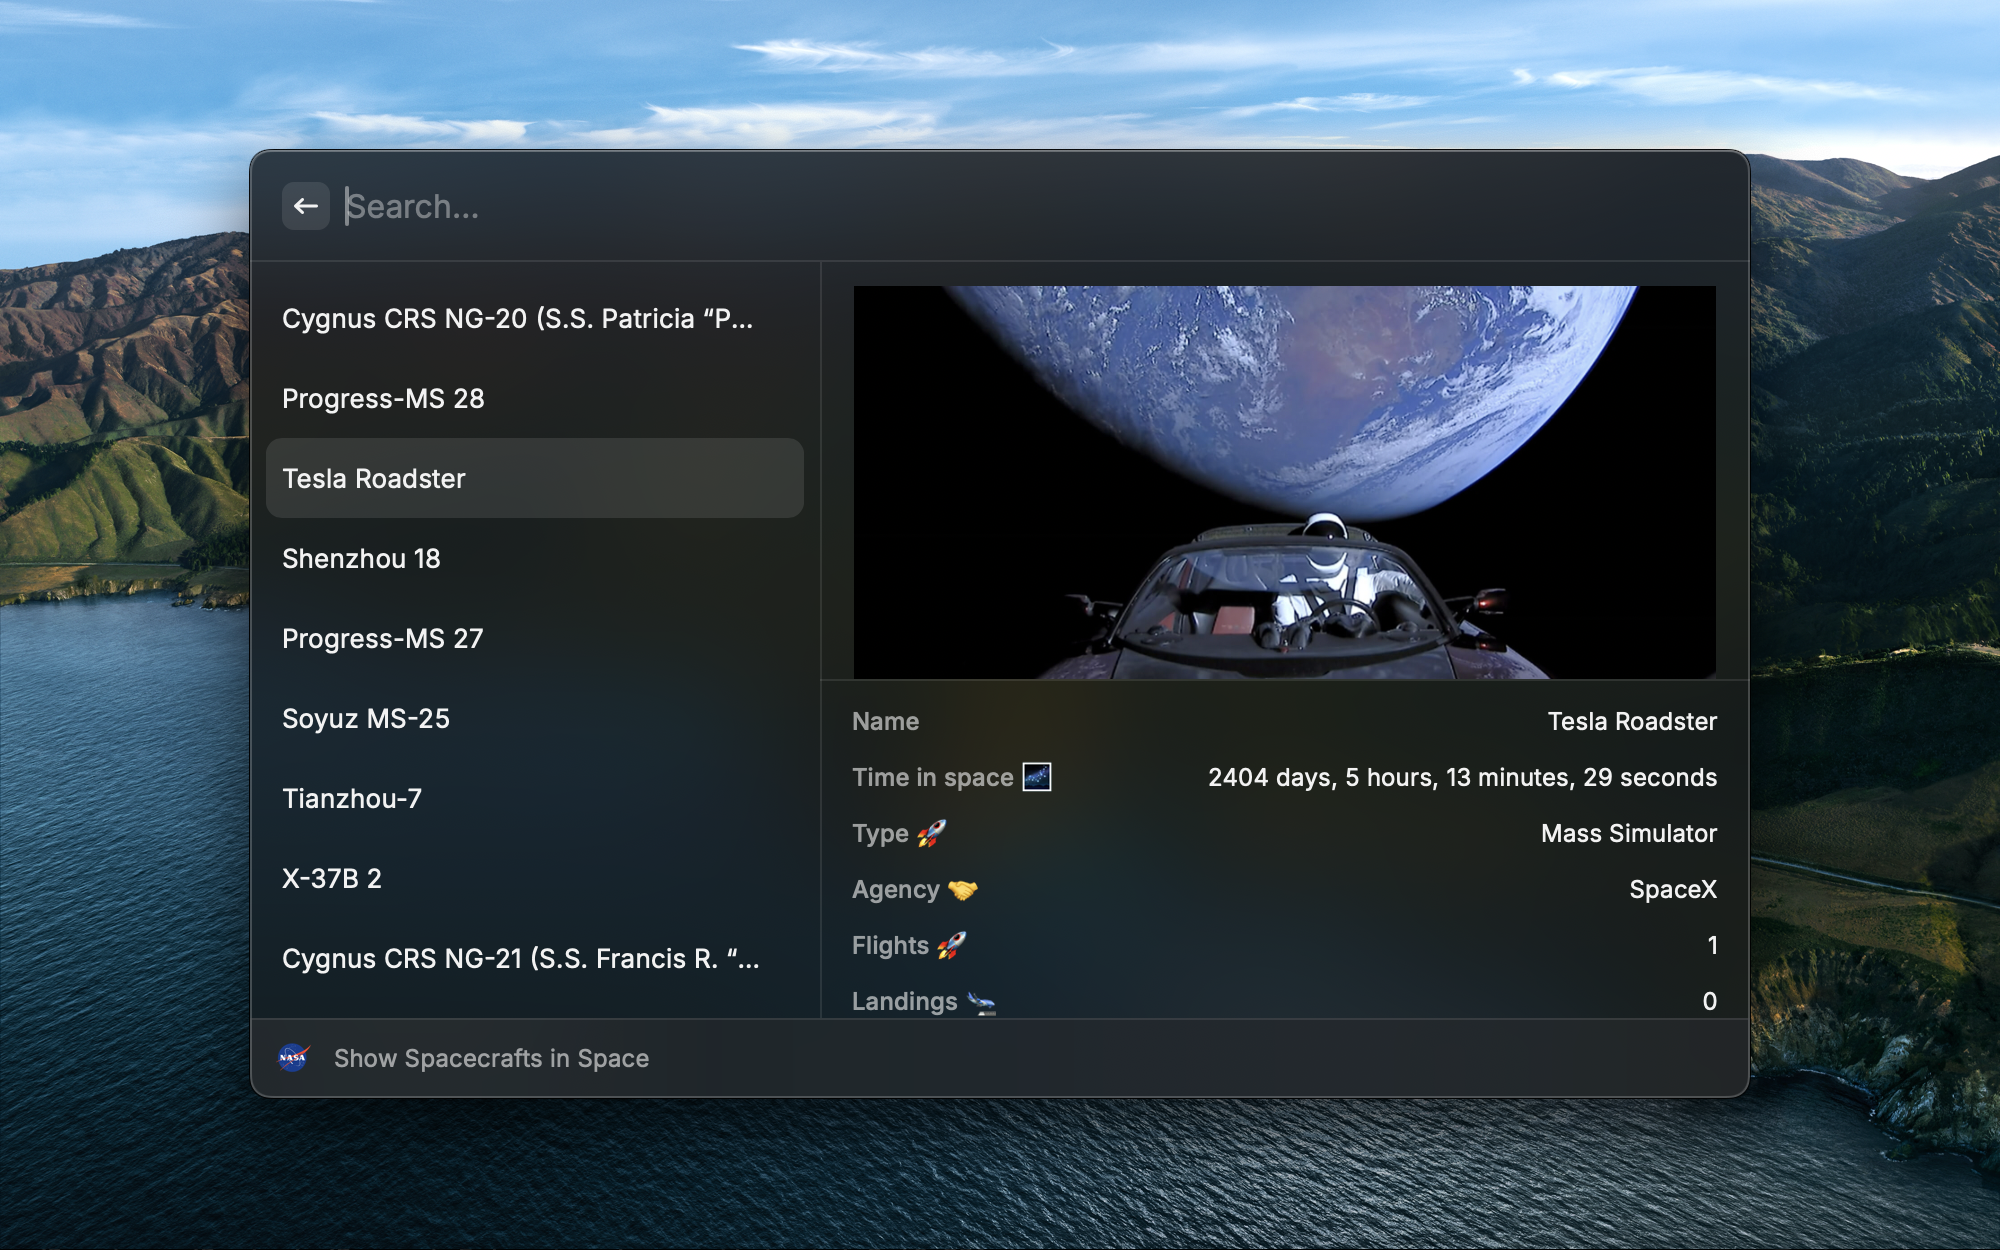 Search...
Cygnus CRS NG-20 (S.S. Patricia “P...
Progress-MS 28
Tesla Roadster
Shenzhou 18
Progress-MS 27
Soyuz MS-25
Tianzhou-7
X-37B 2
Cygnus CRS NG-21 (S.S. Francis R. “...
Name Tesla Roadster
Time in space 🌌 2404 days, 5 hours, 13 minutes, 29 seconds
Type 🚀 Mass Simulator
Agency 🤝 SpaceX
Flights 🚀 1
Landings 🛬 0
NASA Show Spacecrafts in Space